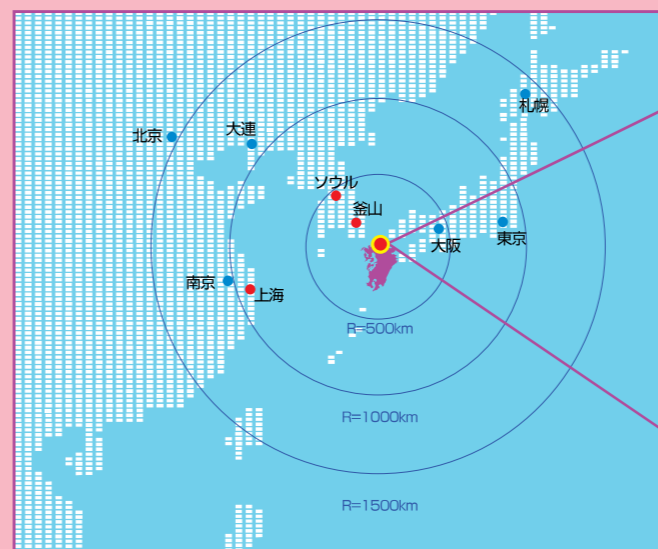 札幌
北京
大連
ソウル
釜山
大阪
東京
南京
上海
R=500km
R=1000km
R=1500km